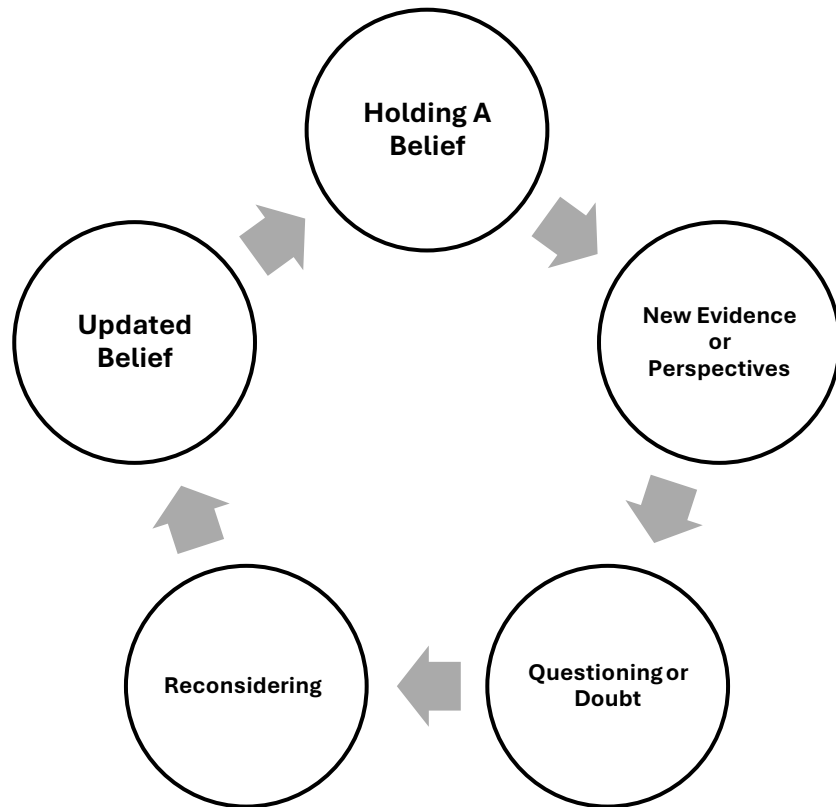 Holding A
Belief
New Evidence
or
Perspectives
Questioning or
Doubt
Reconsidering
Updated
Belief